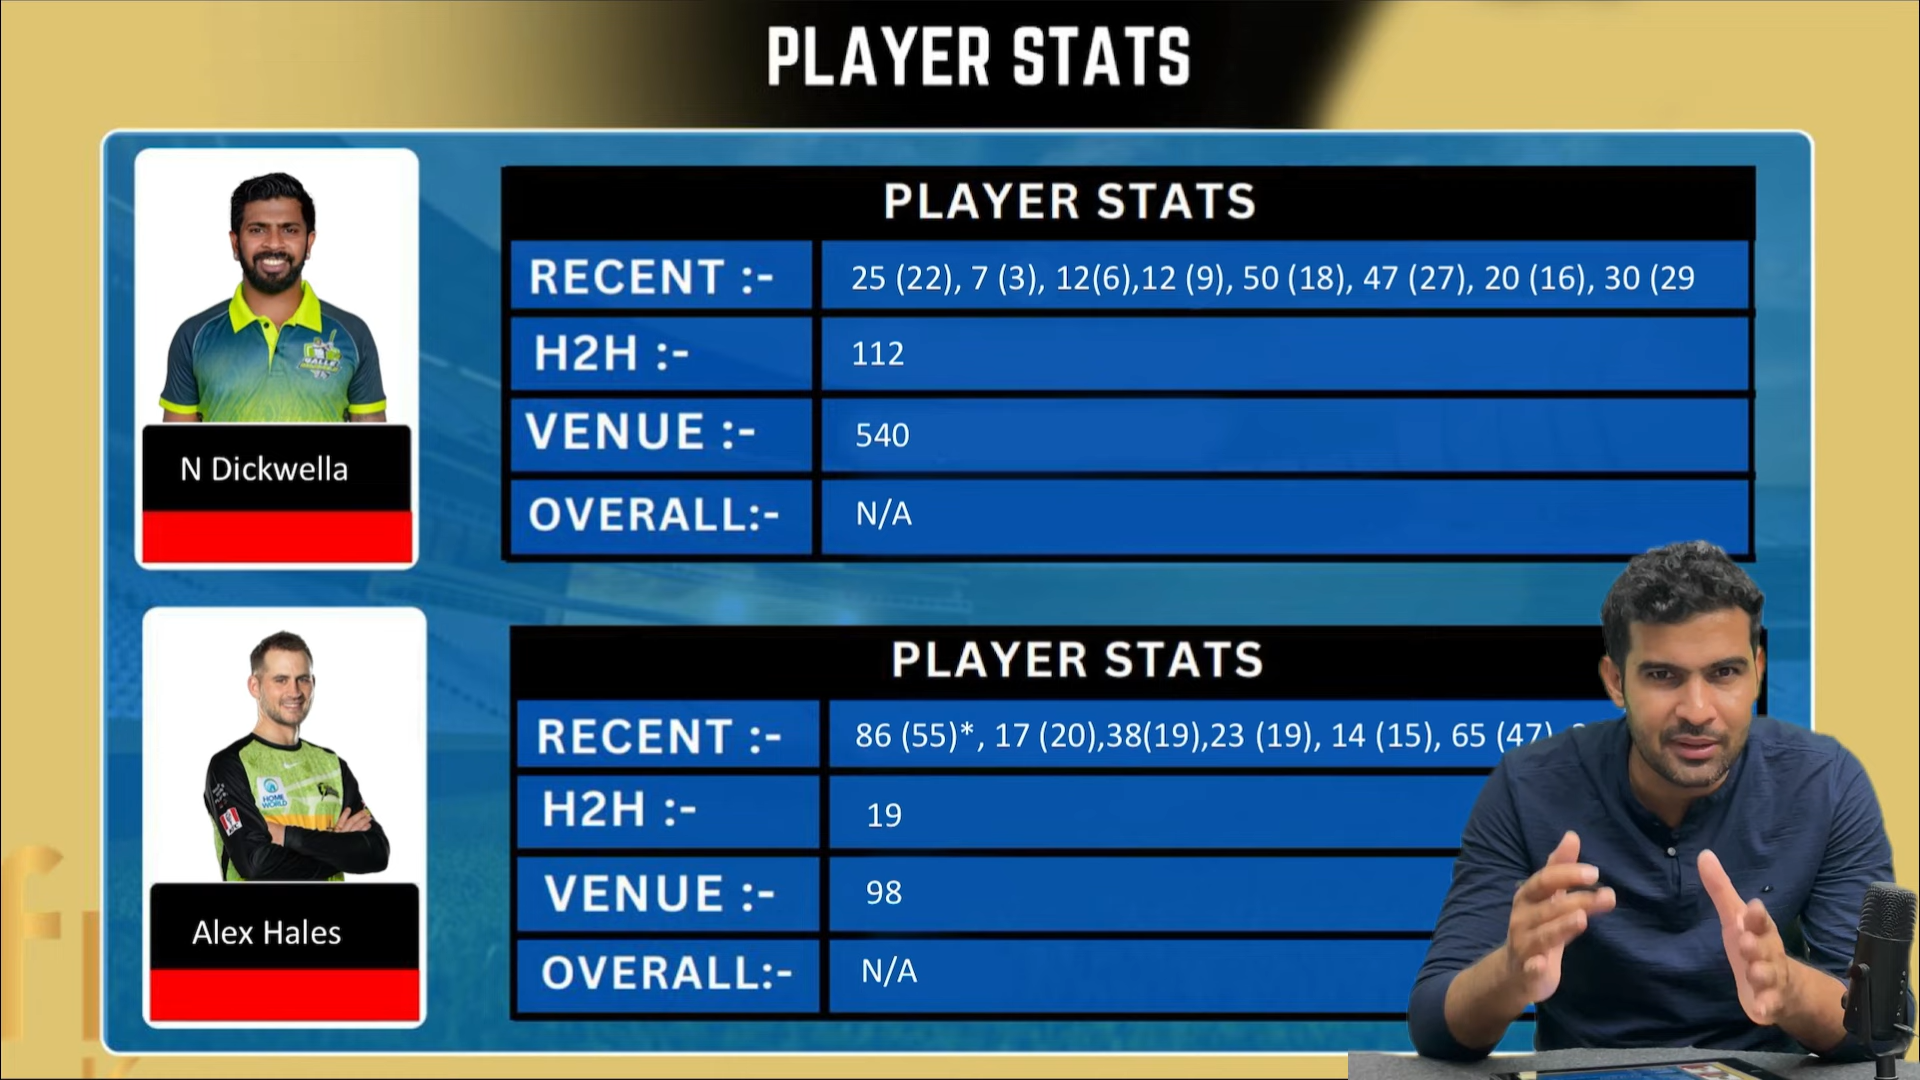 PLAYER STATS
PLAYER STATS
RECENT :- 25 (22), 7 (3), 12(6),12 (9), 50 (18), 47 (27), 20 (16), 30 (29
H2H :- 112
VENUE :- 540
OVERALL:- N/A
N Dickwella
PLAYER STATS
RECENT :- 86 (55)*, 17 (20),38(19),23 (19), 14 (15), 65 (47)
H2H :- 19
VENUE :- 98
OVERALL:- N/A
Alex Hales
HOME
WORLD